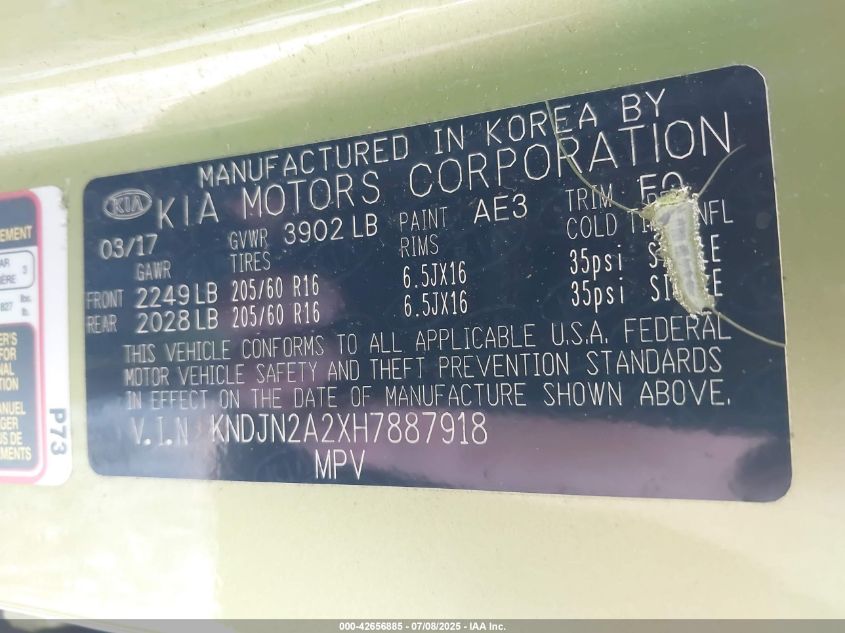 MANUFACTURED IN KOREA BY
KIA KIA MOTORS CORPORATION
03/17 GVWR 3902 LB PAINT AE3 TRIM
GAWR TIRES RIMS COLD
FRONT 2249 LB 205/60 R16 6.5JX16 35psi
REAR 2028 LB 205/60 R16 6.5JX16 35psi
THIS VEHICLE CONFORMS TO ALL APPLICABLE U.S.A. FEDERAL
MOTOR VEHICLE SAFETY AND THEFT PREVENTION STANDARDS
IN EFFECT ON THE DATE OF MANUFACTURE SHOWN ABOVE.
V.I.N KNDJN2A2XH7887918
MPV
P73
000-42656885 - 07/08/2025 - IAA Inc.